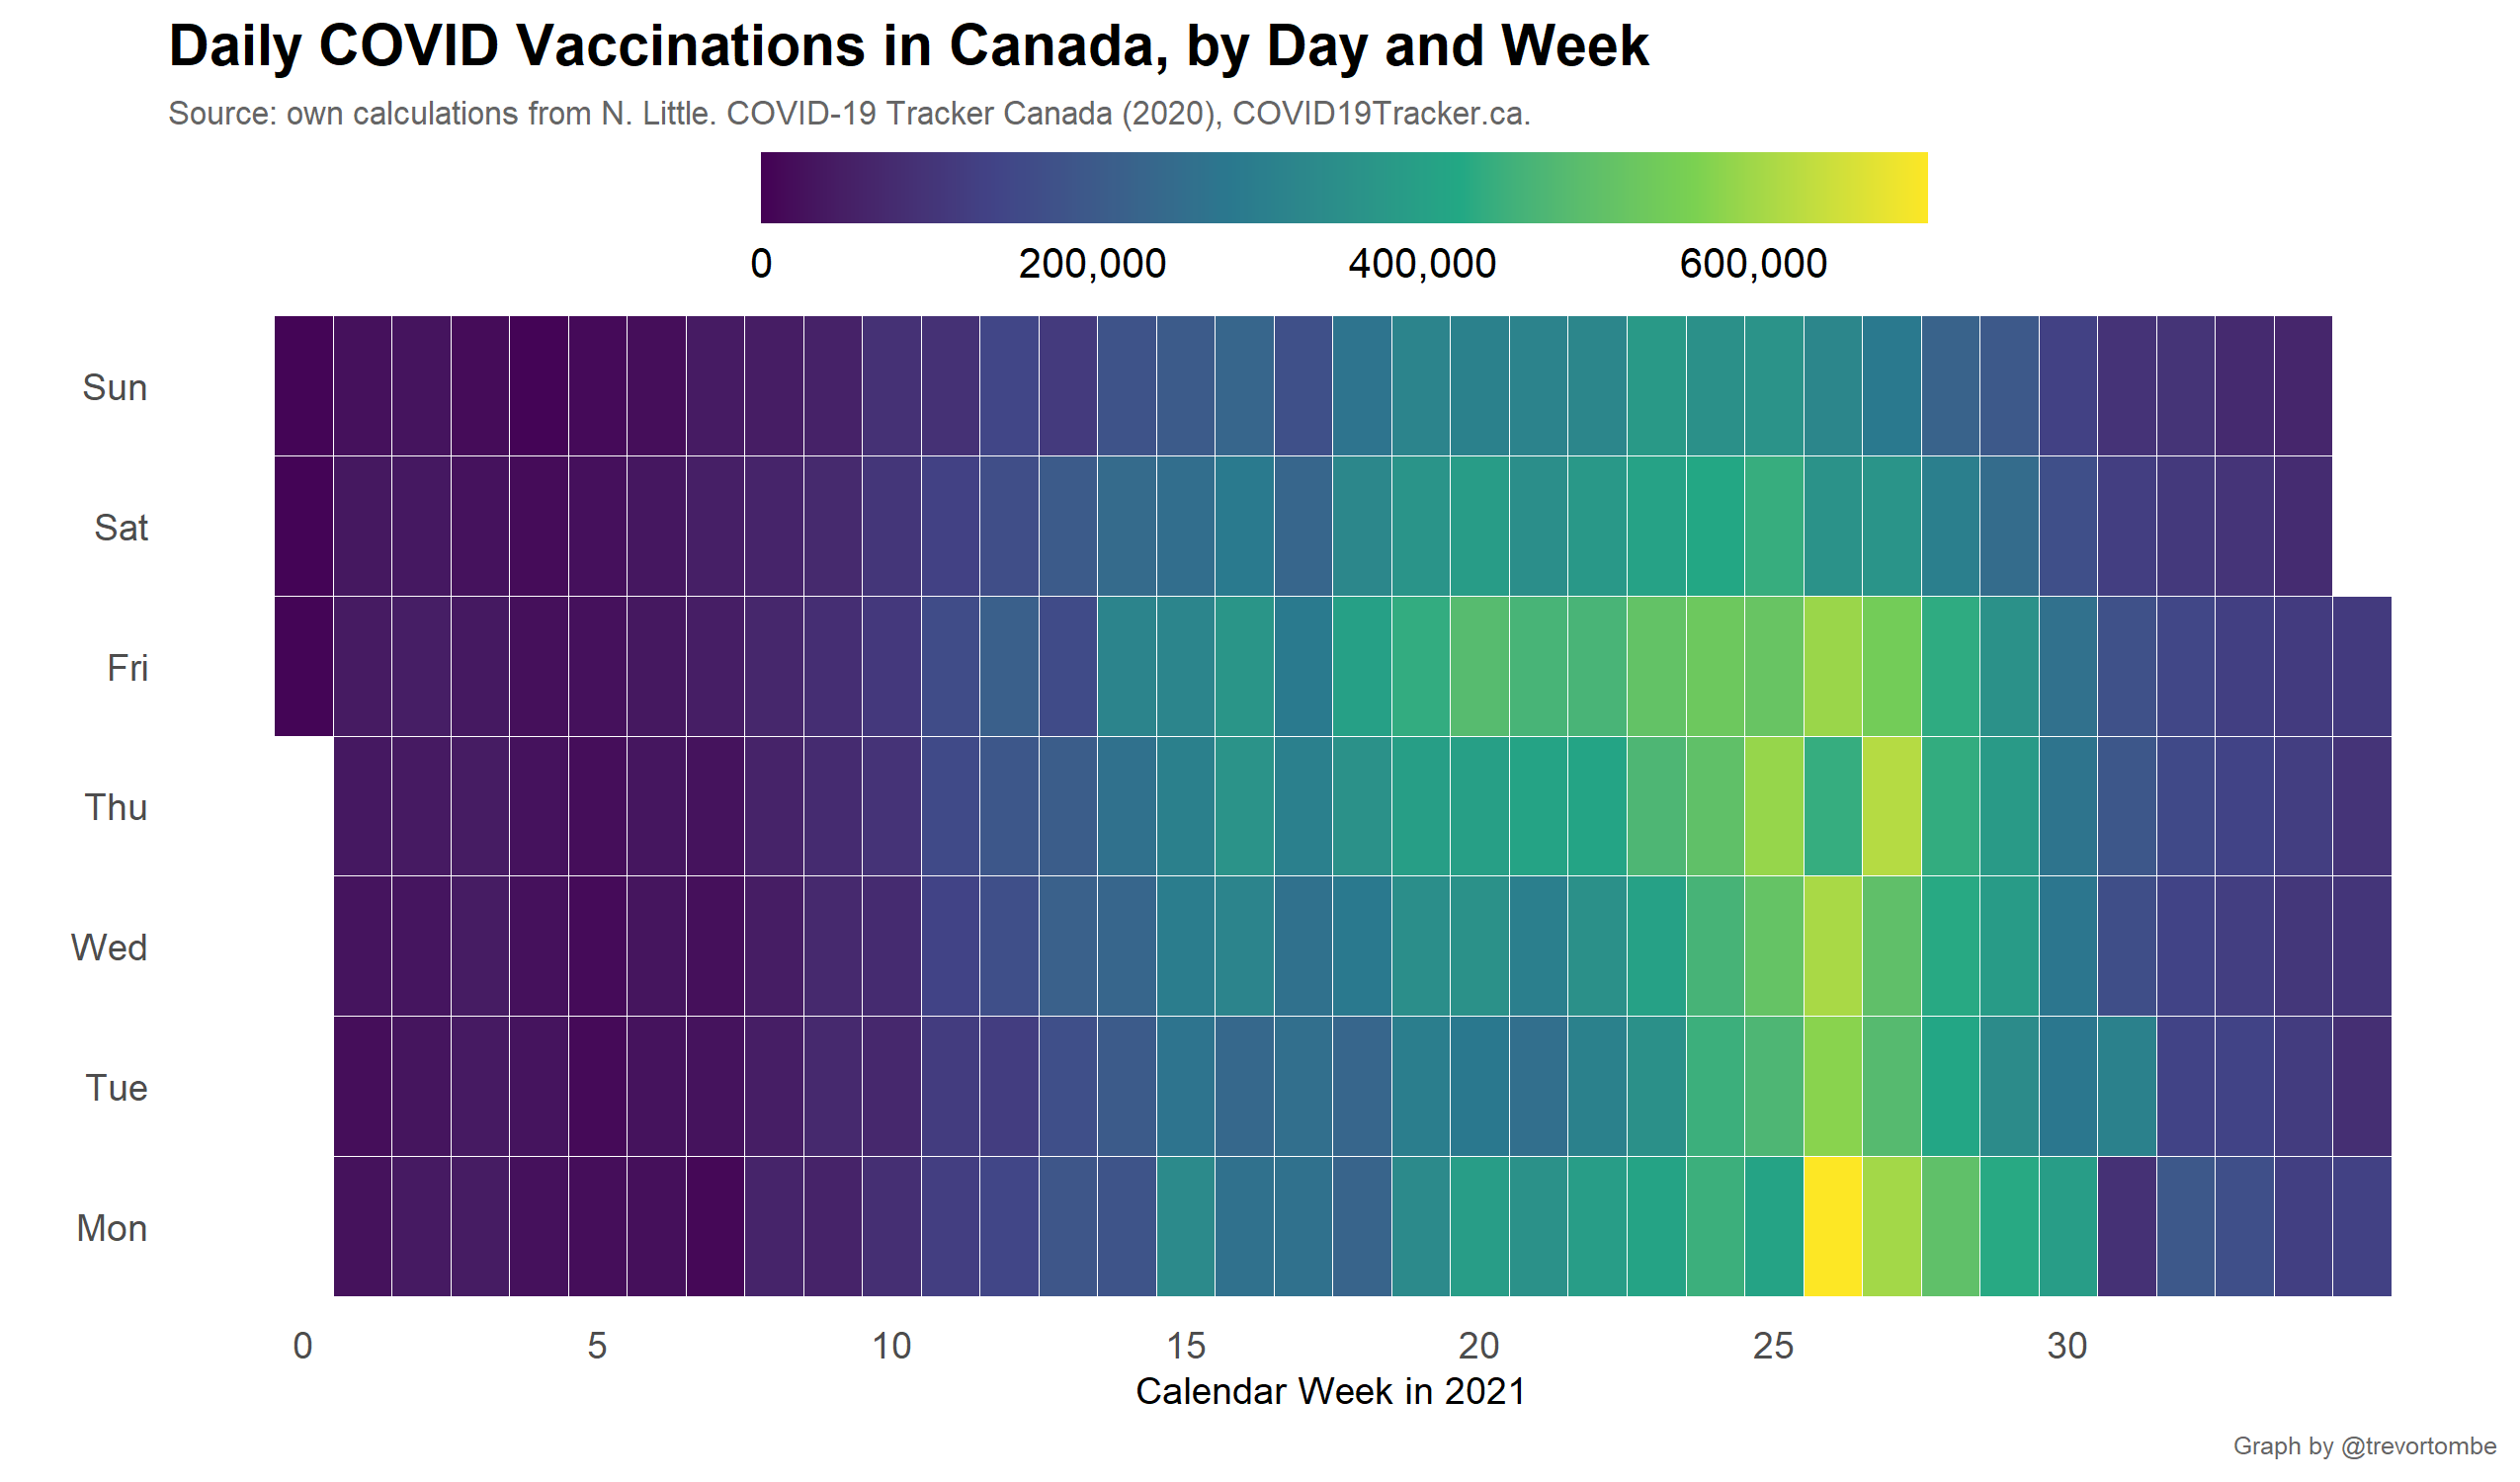 Daily COVID Vaccinations in Canada, by Day and Week
Source: own calculations from N. Little. COVID-19 Tracker Canada (2020), COVID19Tracker.ca.
0 200,000 400,000 600,000
Sun
Sat
Fri
Thu
Wed
Tue
Mon
0 5 10 15 20 25 30
Calendar Week in 2021
Graph by @trevortombe